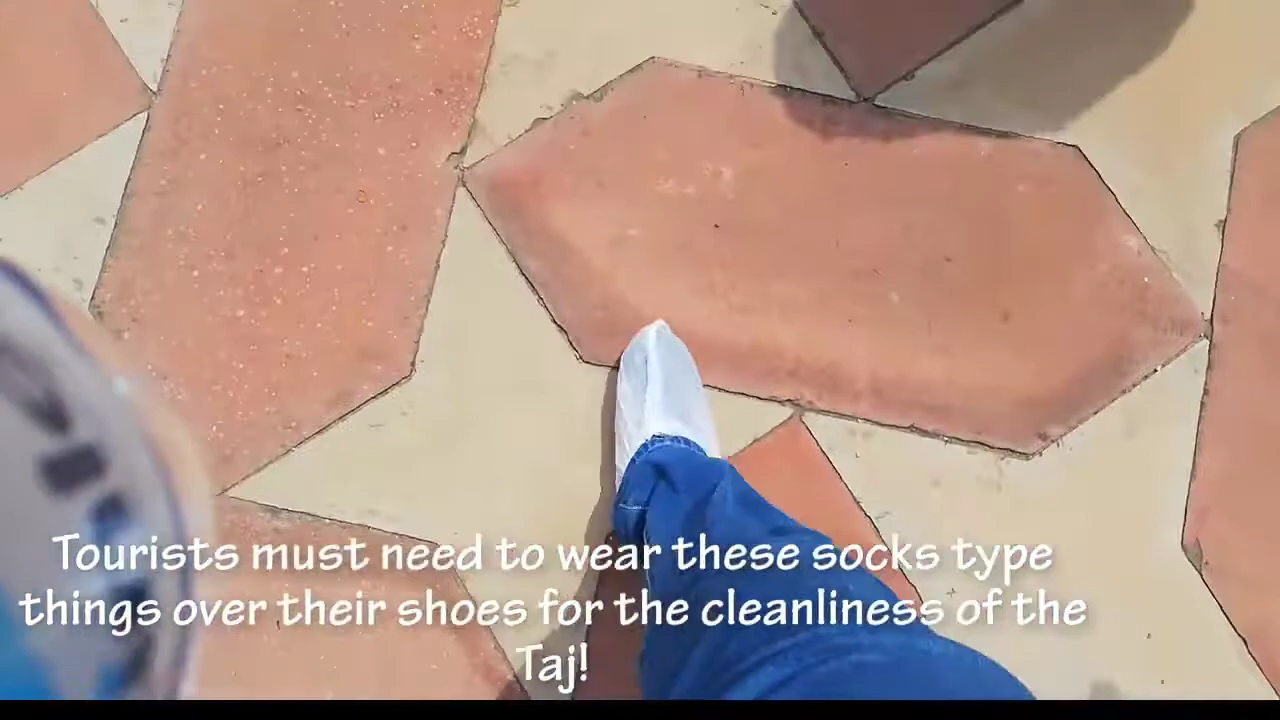 Tourists must need to wear these socks type
things over their shoes for the cleanliness of the
Taj!